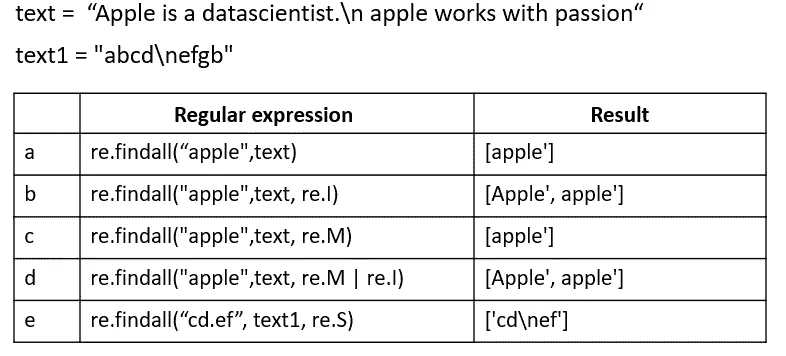 text = “Apple is a datascientist.\n apple works with passion“
text1 = "abcd\nefgb"
Regular expression Result
a re.findall(“apple",text) [apple']
b re.findall("apple",text, re.I) [Apple', apple']
c re.findall("apple",text, re.M) [apple']
d re.findall("apple",text, re.M | re.I) [Apple', apple']
e re.findall(“cd.ef”, text1, re.S) ['cd\nef']